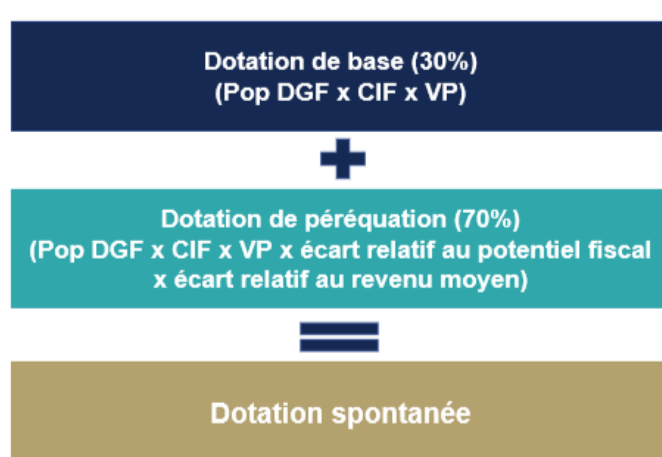 Dotation de base (30%)
(Pop DGF x CIF x VP)
Dotation de péréquation (70%)
(Pop DGF x CIF x VP x écart relatif au potentiel fiscal
x écart relatif au revenu moyen)
Dotation spontanée